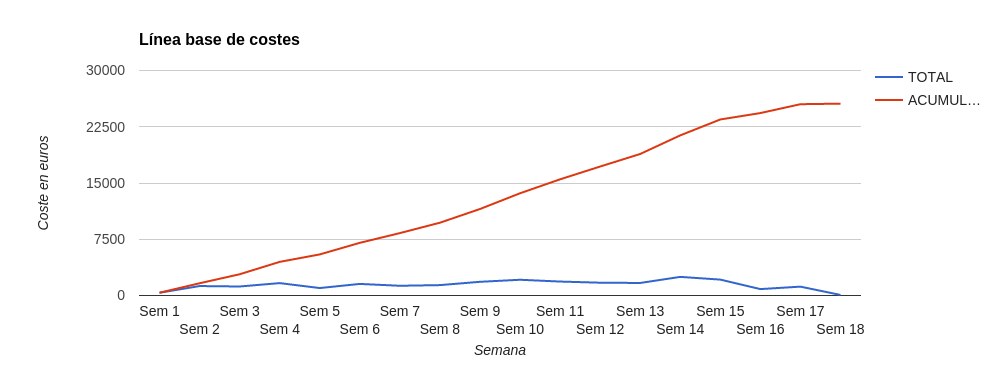 Línea base de costes
30000
22500
15000
7500
0
Coste en euros
TOTAL
ACUMUL…
Sem 1
Sem 2
Sem 3
Sem 4
Sem 5
Sem 6
Sem 7
Sem 8
Sem 9
Sem 10
Sem 11
Sem 12
Sem 13
Sem 14
Sem 15
Sem 16
Sem 17
Sem 18
Semana